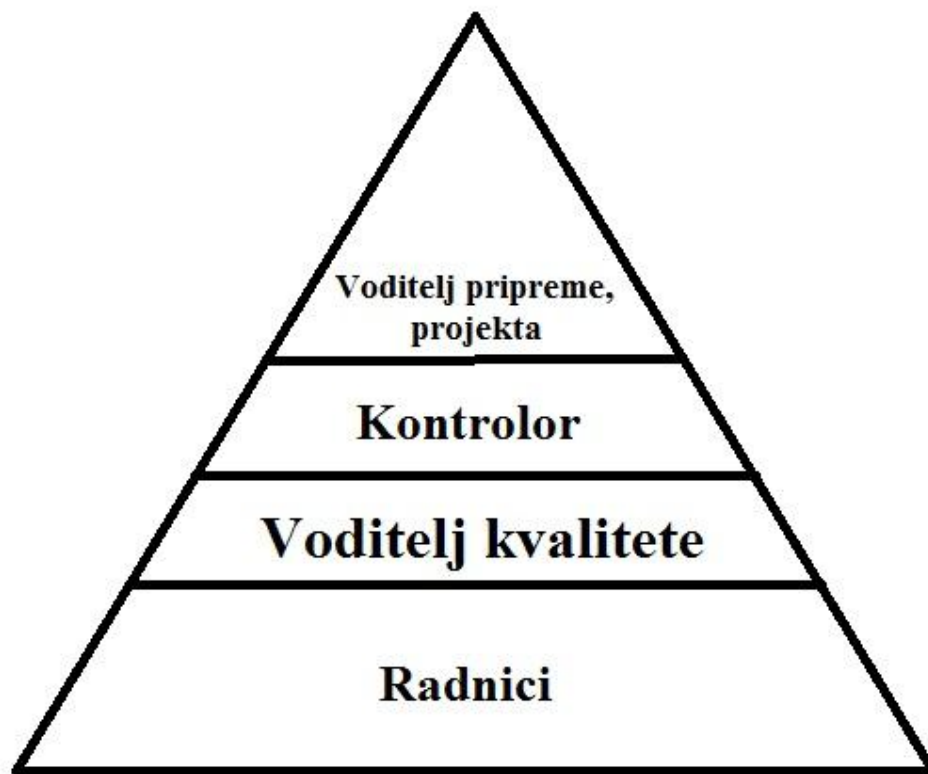 Voditelj pripreme,
projekta
Kontrolor
Voditelj kvalitete
Radnici